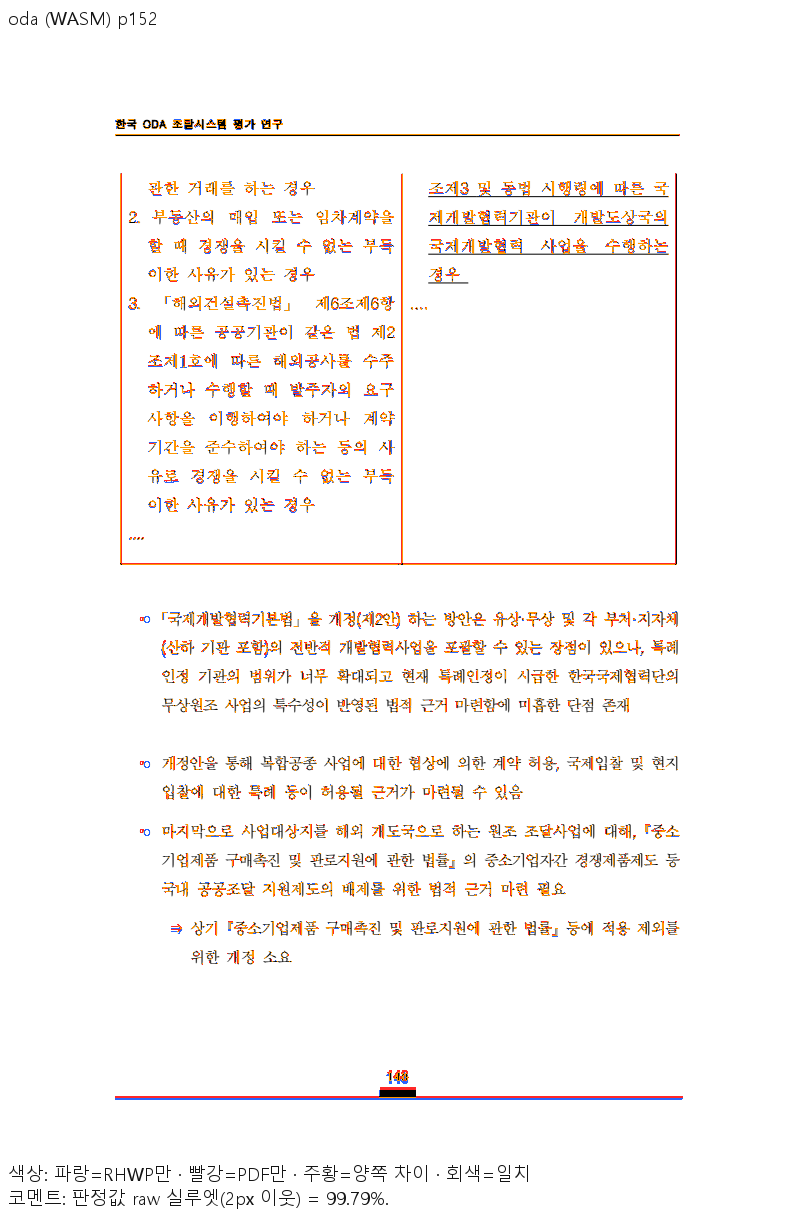 oda (WASM) p152
한국 ODA 조달시스템 평가 연구
관한 거래를 하는 경우
2. 부동산의 매입 또는 임차계약을
할 때 경쟁을 시킬 수 없는 부득
이한 사유가 있는 경우
3. 「해외건설촉진법」 제6조제6항
에 따른 공공기관이 같은 법 제2
조제1호에 따른 해외공사를 수주
하거나 수행할 때 발주자의 요구
사항을 이행하여야 하거나 계약
기간을 준수하여야 하는 등의 사
유로 경쟁을 시킬 수 없는 부득
이한 사유가 있는 경우
....
조제3 및 동법 시행령에 따른 국
제개발협력기관이 개발도상국의
국제개발협력 사업을 수행하는
경우
....
▫o 「국제개발협력기본법」 을 개정(제2안) 하는 방안은 유상·무상 및 각 부처·지자체
(산하 기관 포함)의 전반적 개발협력사업을 포괄할 수 있는 장점이 있으나, 특례
인정 기관의 범위가 너무 확대되고 현재 특례인정이 시급한 한국국제협력단의
무상원조 사업의 특수성이 반영된 법적 근거 마련함에 미흡한 단점 존재
▫o 개정안을 통해 복합공종 사업에 대한 협상에 의한 계약 허용, 국제입찰 및 현지
입찰에 대한 특례 등이 허용될 근거가 마련될 수 있음
▫o 마지막으로 사업대상지를 해외 개도국으로 하는 원조 조달사업에 대해, 『중소
기업제품 구매촉진 및 판로지원에 관한 법률』 의 중소기업자간 경쟁제품제도 등
국내 공공조달 지원제도의 배제를 위한 법적 근거 마련 필요
⇒ 상기 『중소기업제품 구매촉진 및 판로지원에 관한 법률』 등에 적용 제외를
위한 개정 소요
148
색상: 파랑=RHWP만 · 빨강=PDF만 · 주황=양쪽 차이 · 회색=일치
코멘트: 판정값 raw 실루엣(2px 이웃) = 99.79%.